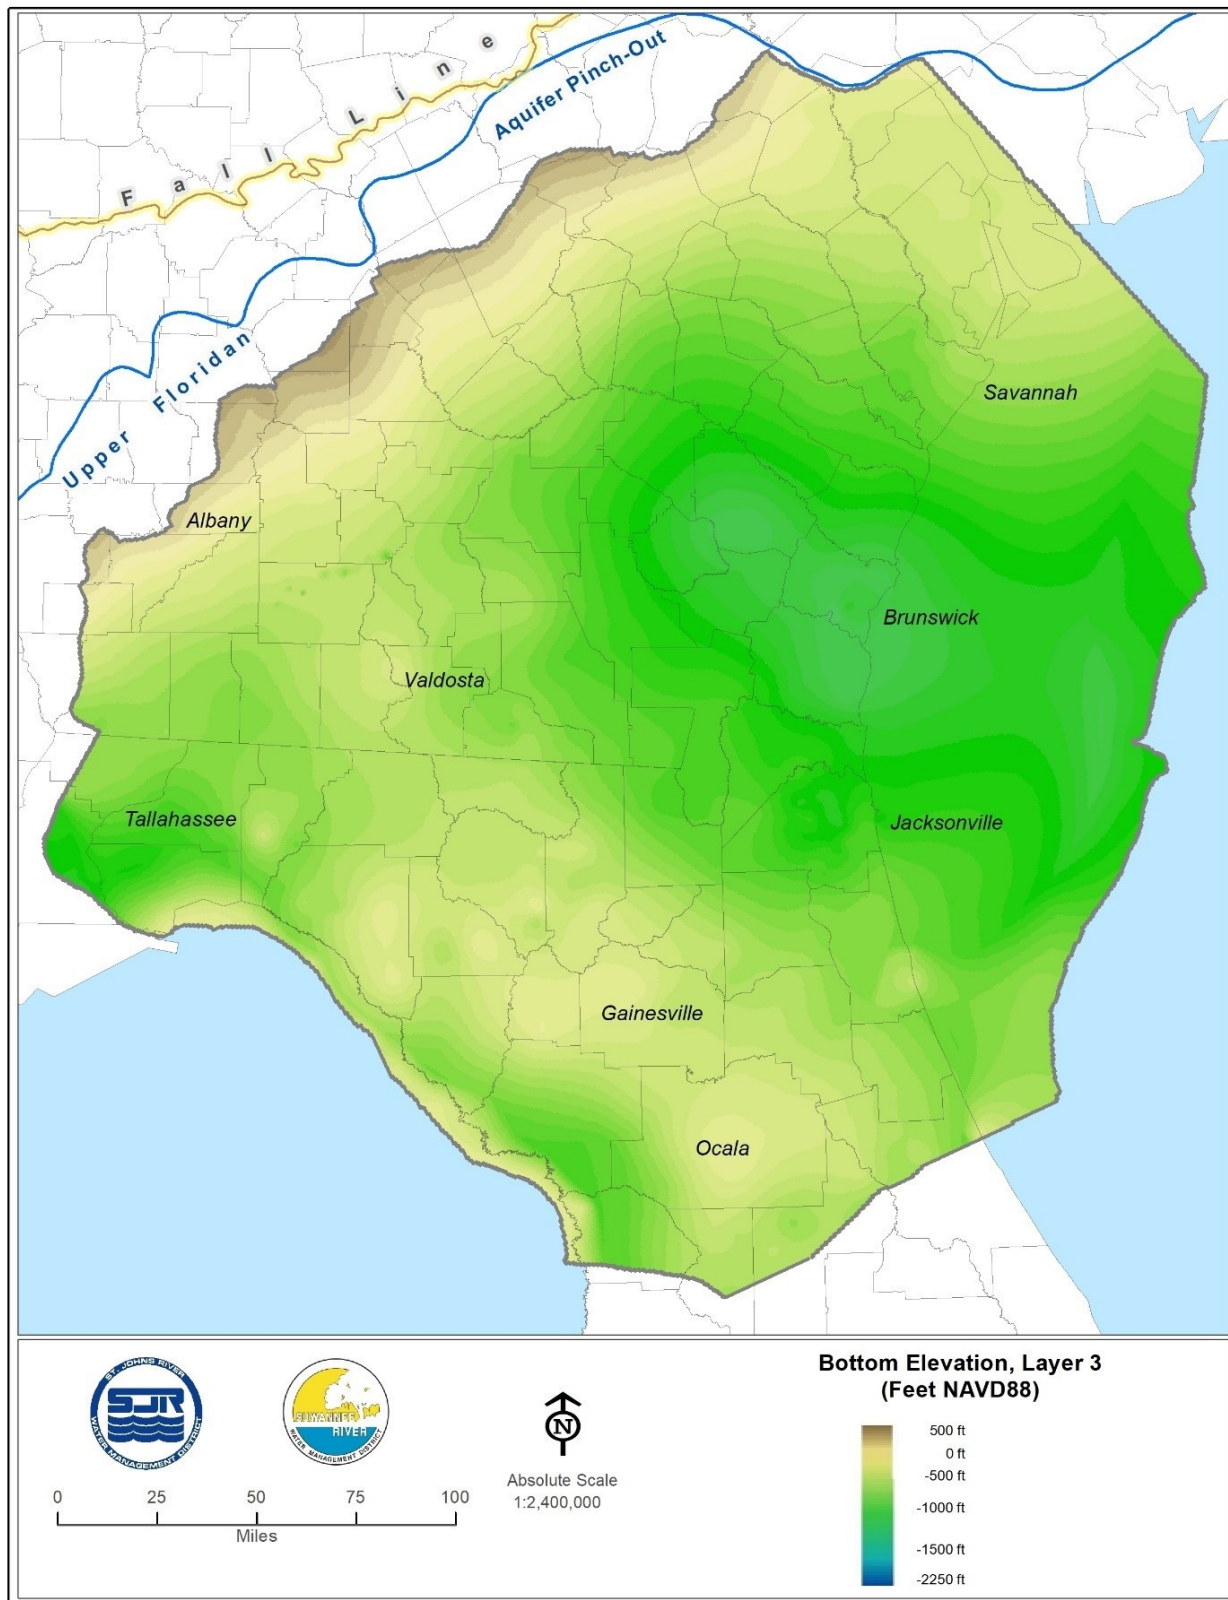 Fall Line
Aquifer Pinch-Out
Upper Floridan
Savannah
Albany
Brunswick
Valdosta
Tallahassee
Jacksonville
Gainesville
Ocala
ST. JOHNS RIVER
SJR
WATER MANAGEMENT DISTRICT
SUWANNEE
RIVER
WATER MANAGEMENT DISTRICT
N
Absolute Scale
1:2,400,000
0 25 50 75 100
Miles
Bottom Elevation, Layer 3
(Feet NAVD88)
500 ft
0 ft
-500 ft
-1000 ft
-1500 ft
-2250 ft